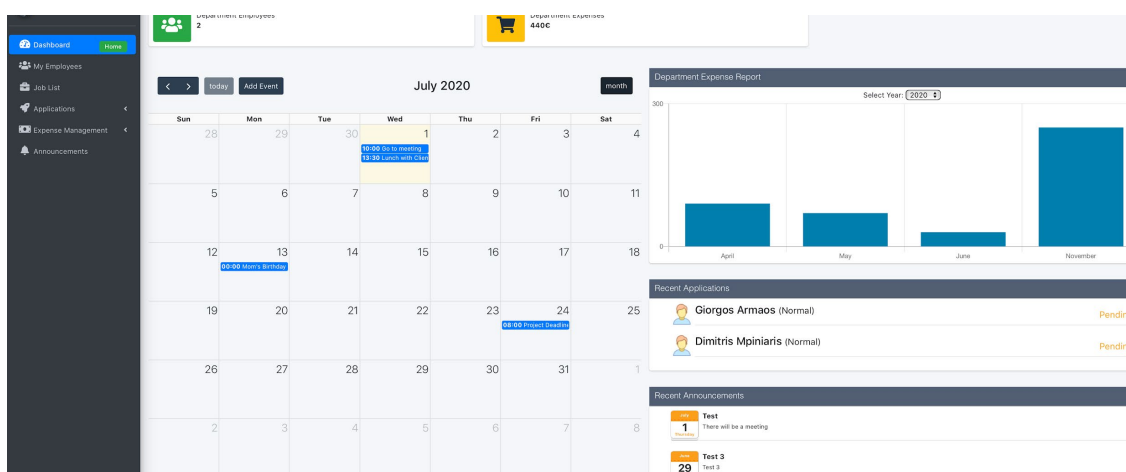 Department Employees
2
Department Expenses
440€
Dashboard Home
My Employees
Job List
Applications
Expense Management
Announcements
today Add Event
July 2020
month
Sun Mon Tue Wed Thu Fri Sat
28 29 30 1 2 3 4
10:00 Go to meeting
13:30 Lunch with Clien
5 6 7 8 9 10 11
12 13 14 15 16 17 18
00:00 Mom's Birthday
19 20 21 22 23 24 25
08:00 Project Deadline
26 27 28 29 30 31 1
2 3 4 5 6 7 8
Department Expense Report
Select Year: 2020
300
0
April May June November
Recent Applications
Giorgos Armaos (Normal)
Pendin
Dimitris Mpiniaris (Normal)
Pendin
Recent Announcements
July
1
Test
There will be a meeting
June
29
Test 3
Test 3